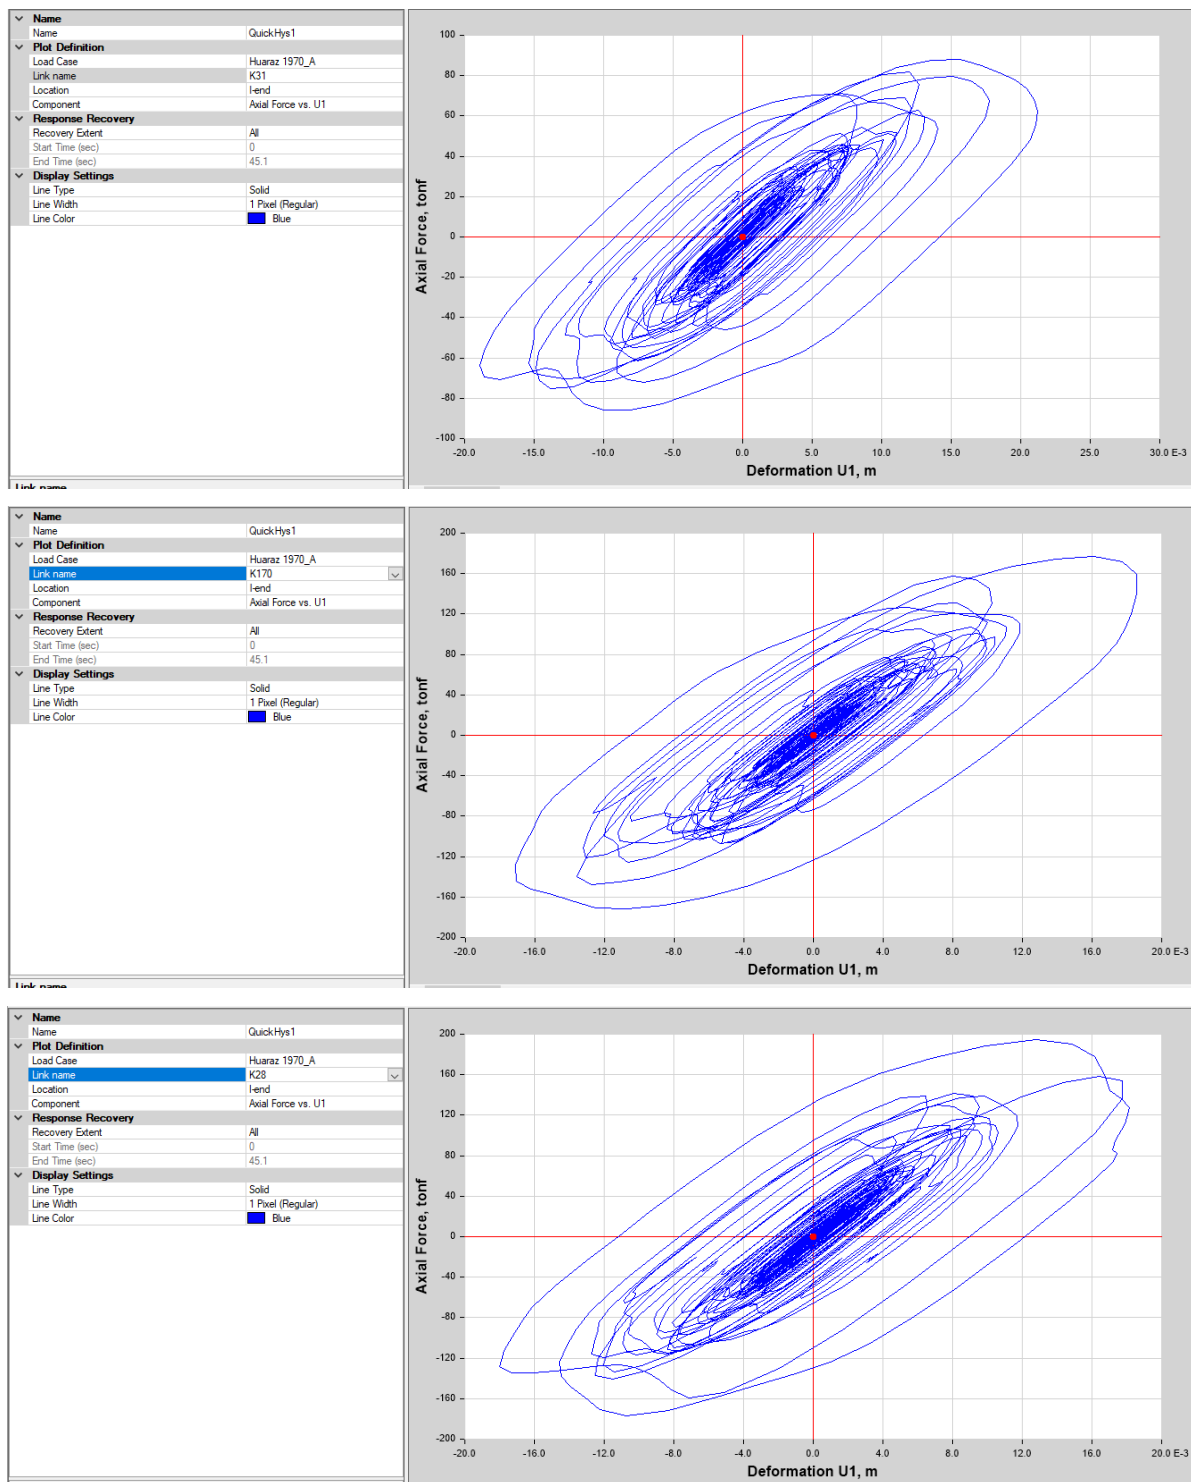 Name
Name QuickHys1
Plot Definition
Load Case Huaraz 1970_A
Link name K31
Location I-end
Component Axial Force vs. U1
Response Recovery
Recovery Extent All
Start Time (sec) 0
End Time (sec) 45.1
Display Settings
Line Type Solid
Line Width 1 Pixel (Regular)
Line Color Blue
Link name
Axial Force, tonf
100
80
60
40
20
0
-20
-40
-60
-80
-100
-20.0 -15.0 -10.0 -5.0 0.0 5.0 10.0 15.0 20.0 25.0 30.0 E-3
Deformation U1, m
Name
Name QuickHys1
Plot Definition
Load Case Huaraz 1970_A
Link name K170
Location I-end
Component Axial Force vs. U1
Response Recovery
Recovery Extent All
Start Time (sec) 0
End Time (sec) 45.1
Display Settings
Line Type Solid
Line Width 1 Pixel (Regular)
Line Color Blue
Link name
Axial Force, tonf
200
160
120
80
40
0
-40
-80
-120
-160
-200
-20.0 -16.0 -12.0 -8.0 -4.0 0.0 4.0 8.0 12.0 16.0 20.0 E-3
Deformation U1, m
Name
Name QuickHys1
Plot Definition
Load Case Huaraz 1970_A
Link name K28
Location I-end
Component Axial Force vs. U1
Response Recovery
Recovery Extent All
Start Time (sec) 0
End Time (sec) 45.1
Display Settings
Line Type Solid
Line Width 1 Pixel (Regular)
Line Color Blue
Axial Force, tonf
200
160
120
80
40
0
-40
-80
-120
-160
-200
-20.0 -16.0 -12.0 -8.0 -4.0 0.0 4.0 8.0 12.0 16.0 20.0 E-3
Deformation U1, m